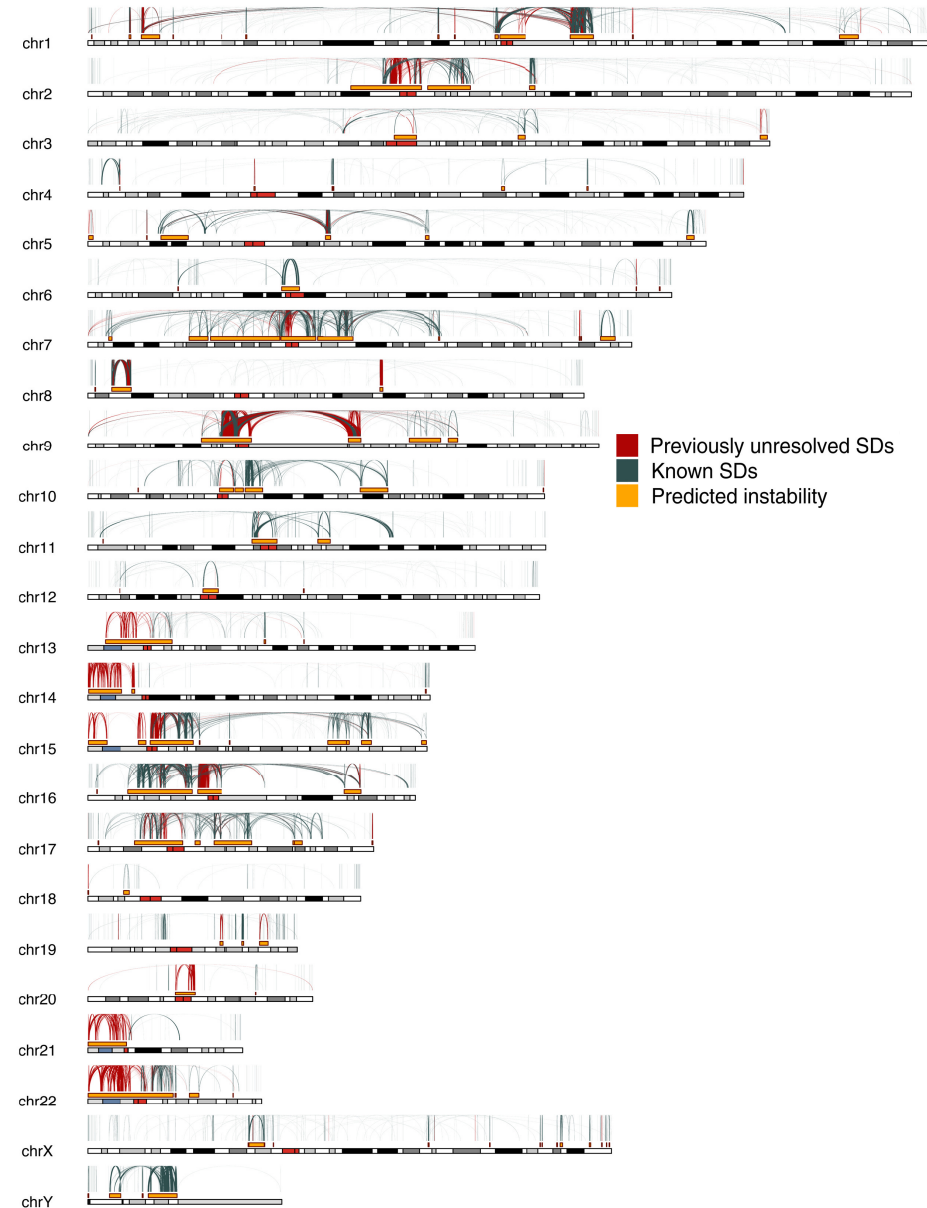 chr1
chr2
chr3
chr4
chr5
chr6
chr7
chr8
chr9
Previously unresolved SDs
Known SDs
Predicted instability
chr10
chr11
chr12
chr13
chr14
chr15
chr16
chr17
chr18
chr19
chr20
chr21
chr22
chrX
chrY